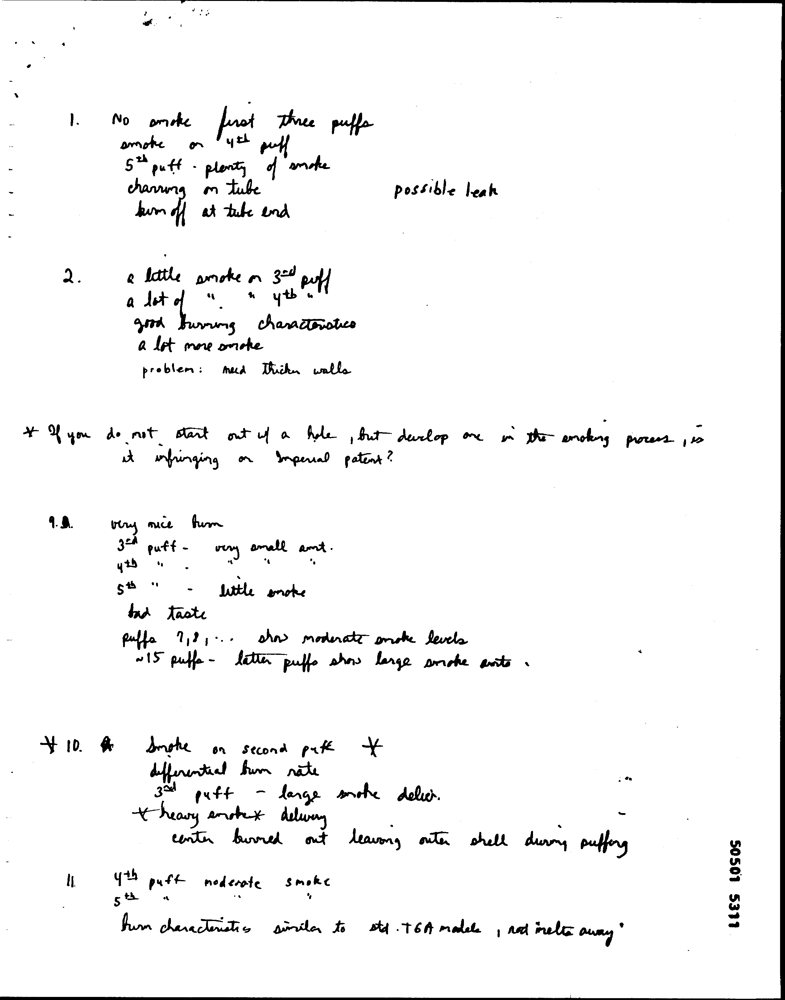 1. No smoke first three puffs
smoke on 4th puff
5th puff - plenty of smoke
charring on tube possible leak
burn off at tube end
2. a little smoke on 3rd puff
a lot of " " 4th "
good burning characteristics
a lot more smoke
problem: need thicker walls
* If you do not start out w/ a hole, but develop one in the smoking process, is
it infringing on Imperial patent?
9. very nice burn
3rd puff - very small amt.
4th " - " " "
5th " - little smoke
bad taste
puffs 7,8,... show moderate smoke levels
~15 puffs - latter puffs show large smoke amts.
* 10. Smoke on second puff *
differential burn rate
3rd puff - large smoke deliv.
* heavy smoke * delivery
center burned out leaving outer shell during puffing
11 4th puff moderate smoke
5th " " "
burn characteristics similar to std. TGA models, rod "melts away"
50501 5311